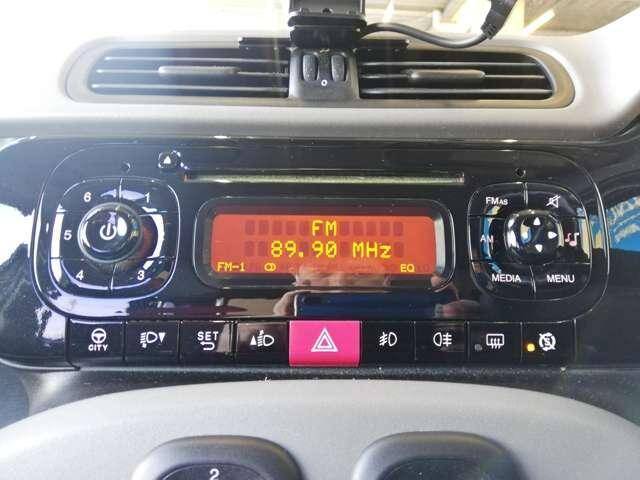 6 1
5 2
4 3
FM
89.90 MHz
FM-1 EQ
FMAS
AM
MEDIA MENU
CITY
SET
2